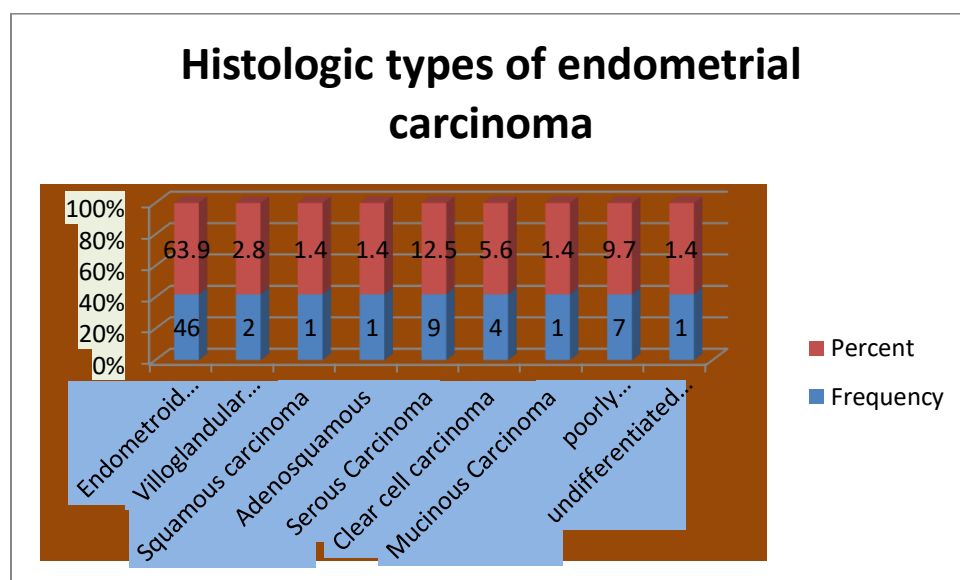 Histologic types of endometrial
carcinoma
100%
80%
60%
40%
20%
0%
63.9 2.8 1.4 1.4 12.5 5.6 1.4 9.7 1.4
46 2 1 1 9 4 1 7 1
Endometroid...
Villoglandular...
Squamous carcinoma
Adenosquamous
Serous Carcinoma
Clear cell carcinoma
Mucinous Carcinoma
poorly...
undifferentiated...
Percent
Frequency